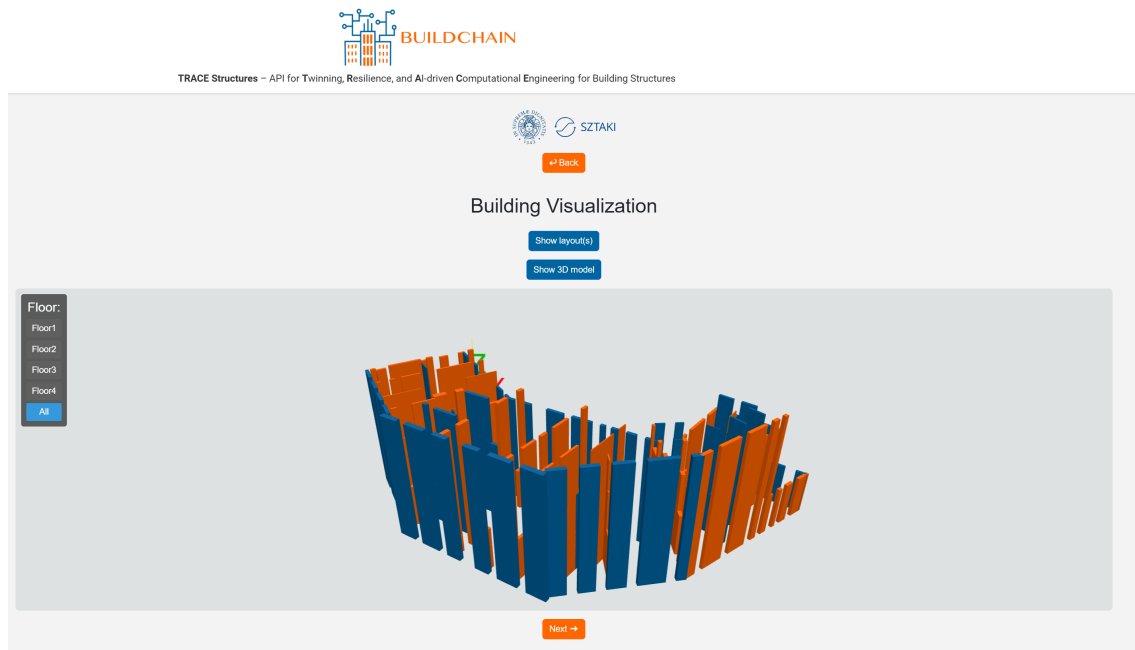 BUILDCHAIN
TRACE Structures – API for Twinning, Resilience, and AI-driven Computational Engineering for Building Structures
SZTAKI
↩ Back
Building Visualization
Show layout(s)
Show 3D model
Floor:
Floor1
Floor2
Floor3
Floor4
All
Next →